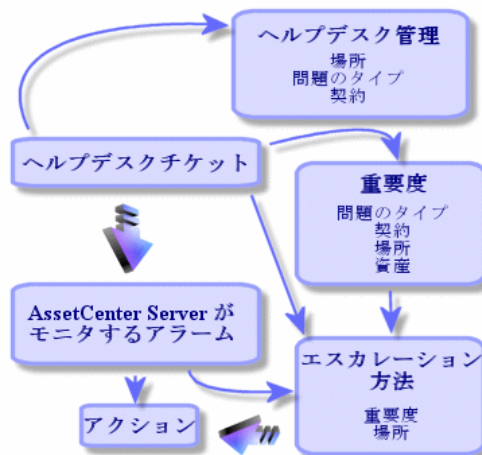 ヘルプデスク管理
場所
問題のタイプ
契約
ヘルプデスクチケット
重要度
問題のタイプ
契約
場所
資産
AssetCenter Server が
モニタするアラーム
エスカレーション
方法
重要度
場所
アクション